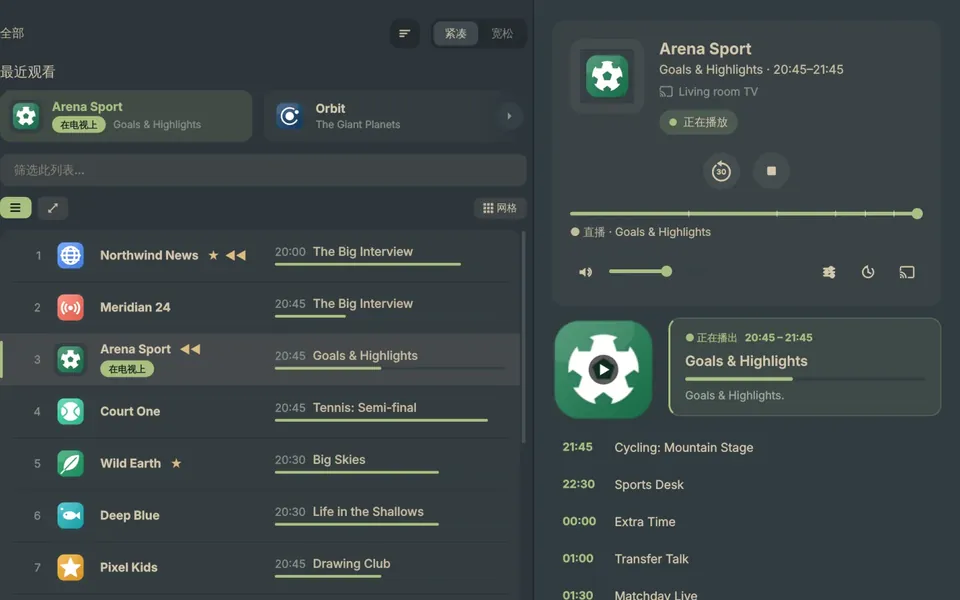 全部
紧凑
宽松
最近观看
Arena Sport
在电视上 Goals & Highlights
Orbit
The Giant Planets
筛选此列表...
网格
1 Northwind News 20:00 The Big Interview
2 Meridian 24 20:45 The Big Interview
3 Arena Sport 20:45 Goals & Highlights
在电视上
4 Court One 20:45 Tennis: Semi-final
5 Wild Earth 20:30 Big Skies
6 Deep Blue 20:30 Life in the Shallows
7 Pixel Kids 20:45 Drawing Club
Arena Sport
Goals & Highlights · 20:45–21:45
Living room TV
正在播放
30
直播 · Goals & Highlights
正在播出 20:45 – 21:45
Goals & Highlights
Goals & Highlights.
21:45 Cycling: Mountain Stage
22:30 Sports Desk
00:00 Extra Time
01:00 Transfer Talk
01:30 Matchday Live